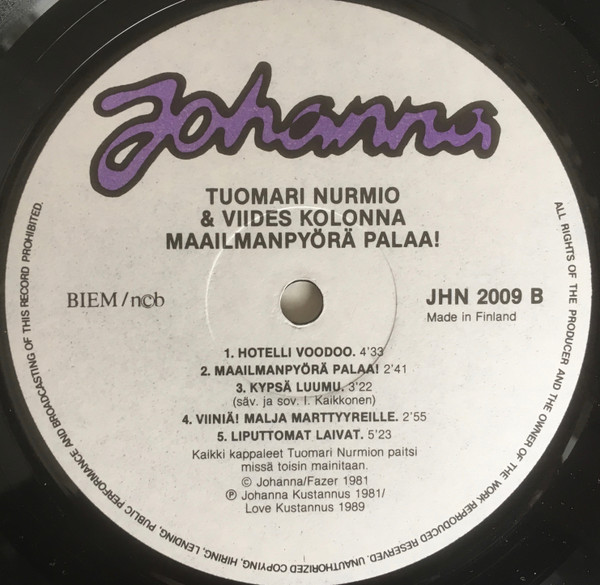 Johanna
TUOMARI NURMIO
& VIIDES KOLONNA
MAAILMANPYÖRÄ PALAA!
BIEM/n©b
JHN 2009 B
Made in Finland
1. HOTELLI VOODOO. 4'33
2. MAAILMANPYÖRÄ PALAA! 2'41
3. KYPSÄ LUUMU. 3'22
(säv. ja sov. I. Kaikkonen)
4. VIINIÄ! MALJA MARTTYYREILLE. 2'55
5. LIPUTTOMAT LAIVAT. 5'23
Kaikki kappaleet Tuomari Nurmion paitsi
missä toisin mainitaan.
© Johanna/Fazer 1981
℗ Johanna Kustannus 1981/
Love Kustannus 1989
ALL RIGHTS OF THE PRODUCER AND THE OWNER OF THE WORK REPRODUCED RESERVED. UNAUTHORIZED COPYING, HIRING, LENDING, PUBLIC PERFORMANCE AND BROADCASTING OF THIS RECORD PROHIBITED.